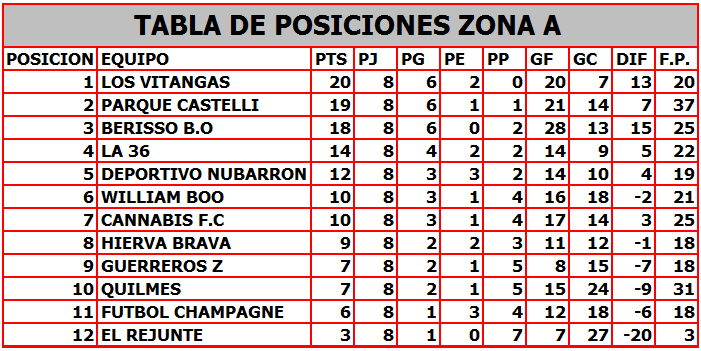 TABLA DE POSICIONES ZONA A
POSICION EQUIPO PTS PJ PG PE PP GF GC DIF F.P.
1 LOS VITANGAS 20 8 6 2 0 20 7 13 20
2 PARQUE CASTELLI 19 8 6 1 1 21 14 7 37
3 BERISSO B.O 18 8 6 0 2 28 13 15 25
4 LA 36 14 8 4 2 2 14 9 5 22
5 DEPORTIVO NUBARRON 12 8 3 3 2 14 10 4 19
6 WILLIAM BOO 10 8 3 1 4 16 18 -2 21
7 CANNABIS F.C 10 8 3 1 4 17 14 3 25
8 HIERVA BRAVA 9 8 2 2 3 11 12 -1 18
9 GUERREROS Z 7 8 2 1 5 8 15 -7 18
10 QUILMES 7 8 2 1 5 15 24 -9 31
11 FUTBOL CHAMPAGNE 6 8 1 3 4 12 18 -6 18
12 EL REJUNTE 3 8 1 0 7 7 27 -20 3